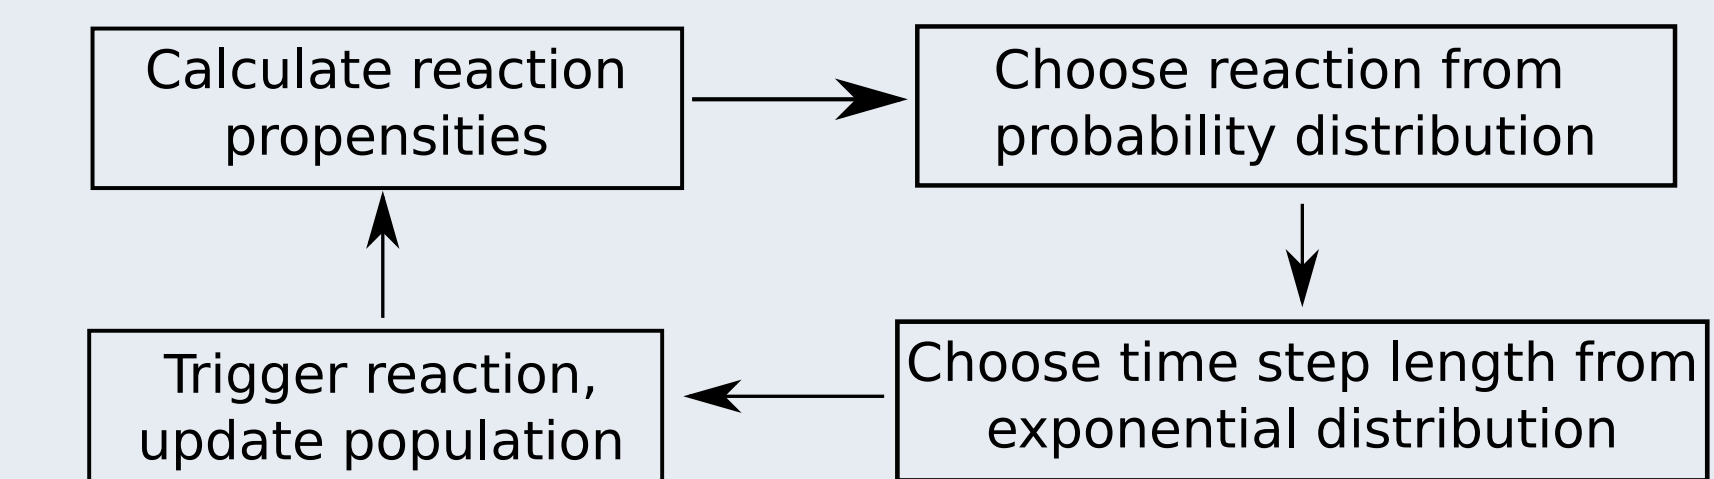 Calculate reaction
propensities
Choose reaction from
probability distribution
Trigger reaction,
update population
Choose time step length from
exponential distribution